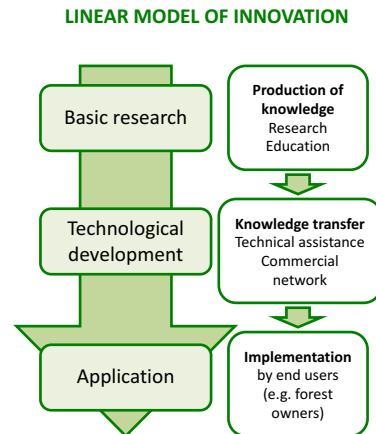 LINEAR MODEL OF INNOVATION
Basic research
Production of
knowledge
Research
Education
Technological
development
Knowledge transfer
Technical assistance
Commercial
network
Application
Implementation
by end users
(e.g. forest
owners)